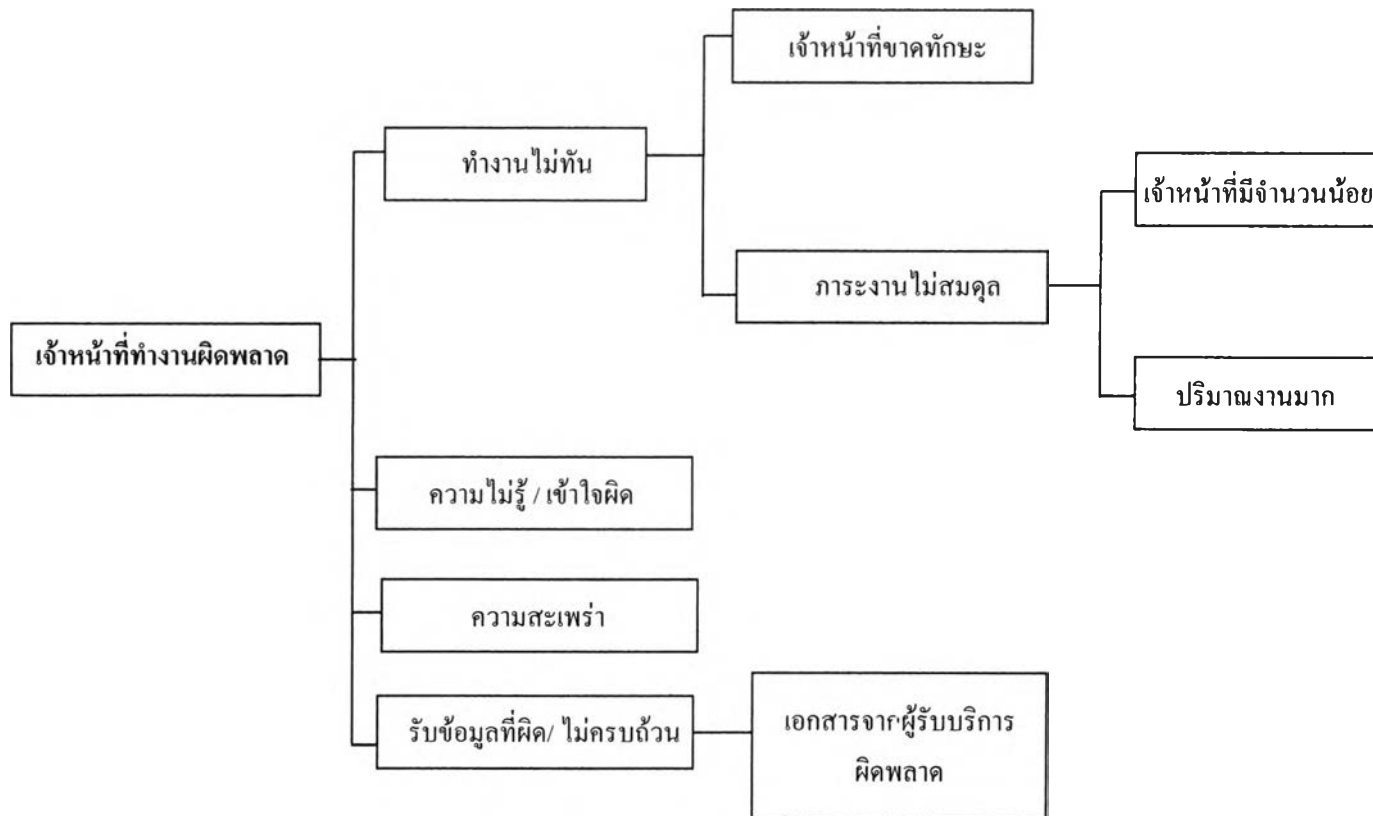 เจ้าหน้าที่ขาดทักษะ
ทำงานไม่ทัน
เจ้าหน้าที่มีจำนวนน้อย
ภาระงานไม่สมดุล
เจ้าหน้าที่ทำงานผิดพลาด
ปริมาณงานมาก
ความไม่รู้ / เข้าใจผิด
ความสะเพร่า
รับข้อมูลที่ผิด/ ไม่ครบถ้วน
เอกสารจากผู้รับบริการ
ผิดพลาด